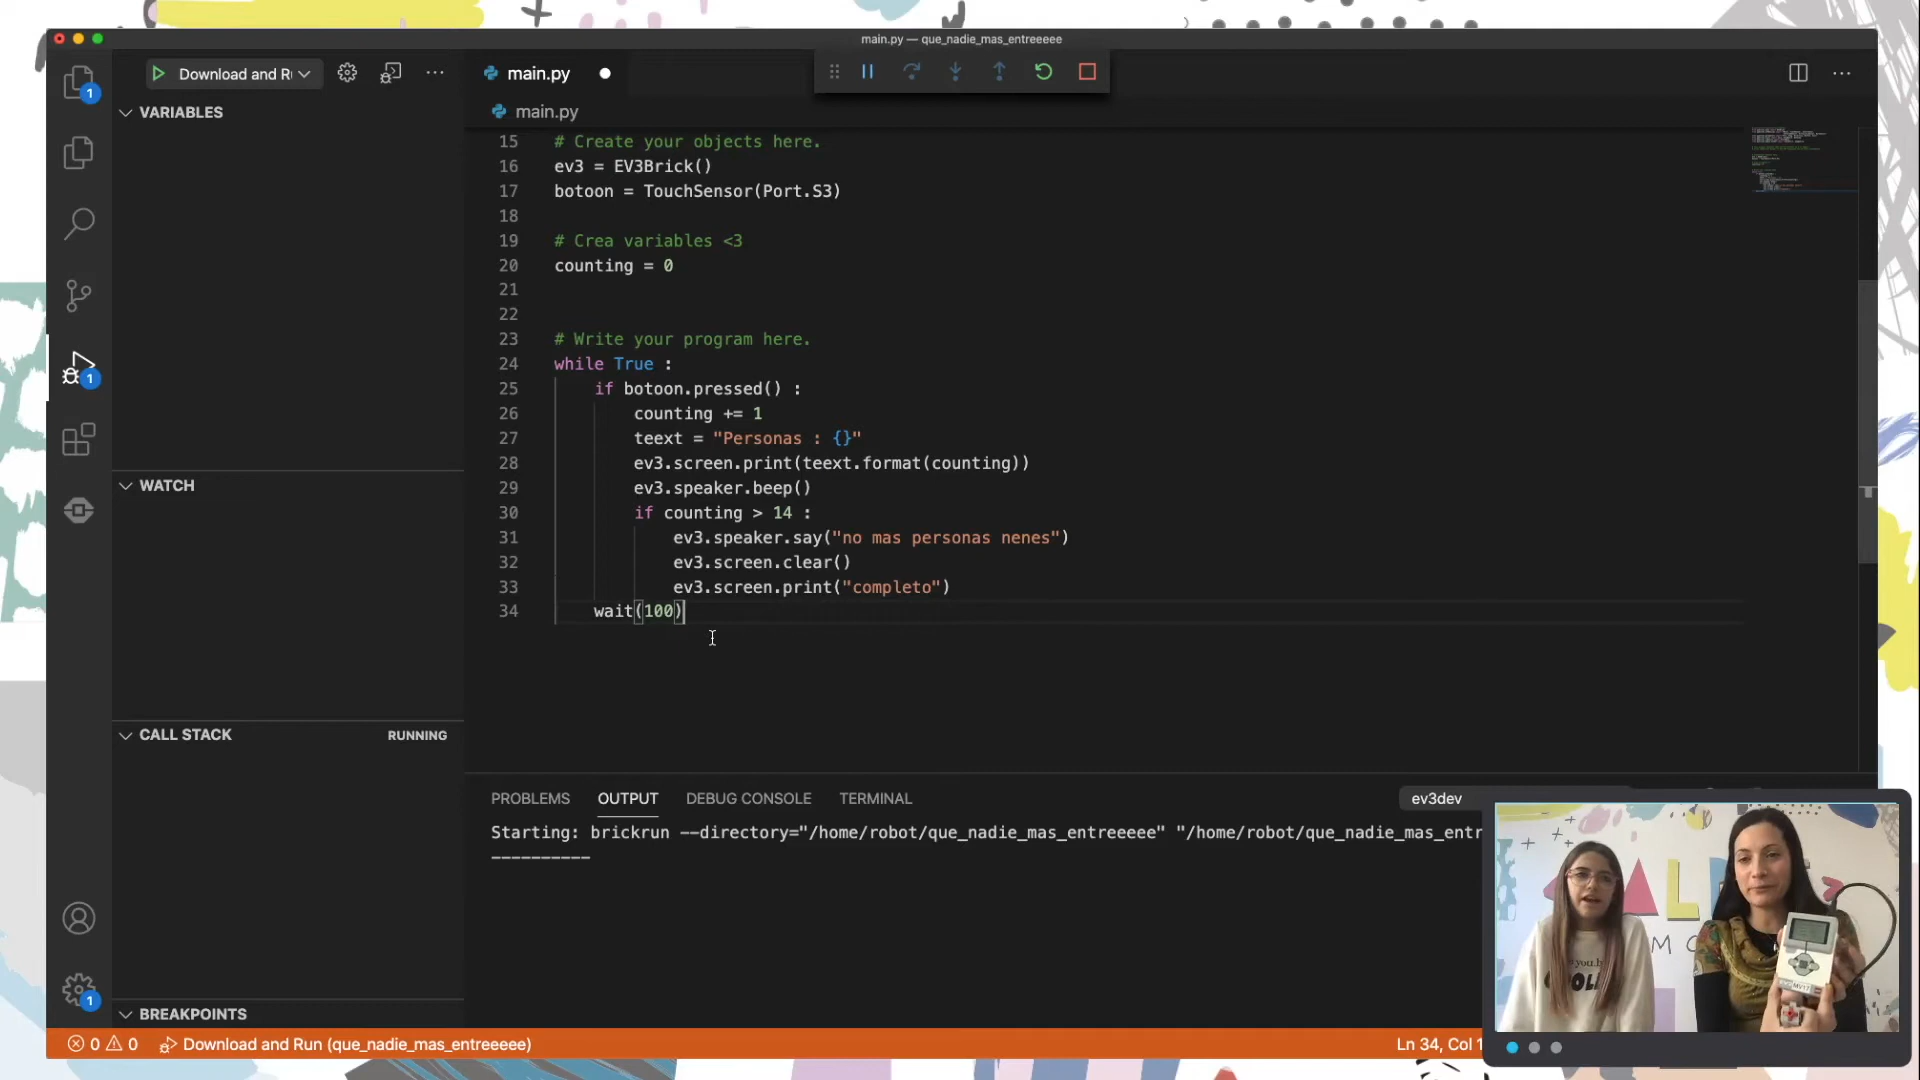 main.py — que_nadie_mas_entreeeee
1
Download and R
main.py
VARIABLES
main.py
15 # Create your objects here.
16 ev3 = EV3Brick()
17 botoon = TouchSensor(Port.S3)
18
19 # Crea variables <3
20 counting = 0
21
22
23 # Write your program here.
24 while True :
25 if botoon.pressed() :
26 counting += 1
27 teext = "Personas : {}"
28 ev3.screen.print(teext.format(counting))
29 ev3.speaker.beep()
30 if counting > 14 :
31 ev3.speaker.say("no mas personas nenes")
32 ev3.screen.clear()
33 ev3.screen.print("completo")
34 wait(100)
1
WATCH
CALL STACK RUNNING
PROBLEMS OUTPUT DEBUG CONSOLE TERMINAL ev3dev
Starting: brickrun --directory="/home/robot/que_nadie_mas_entreeeee" "/home/robot/que_nadie_mas_entr
----------
1
BREAKPOINTS
0 0 Download and Run (que_nadie_mas_entreeeee) Ln 34, Col 1